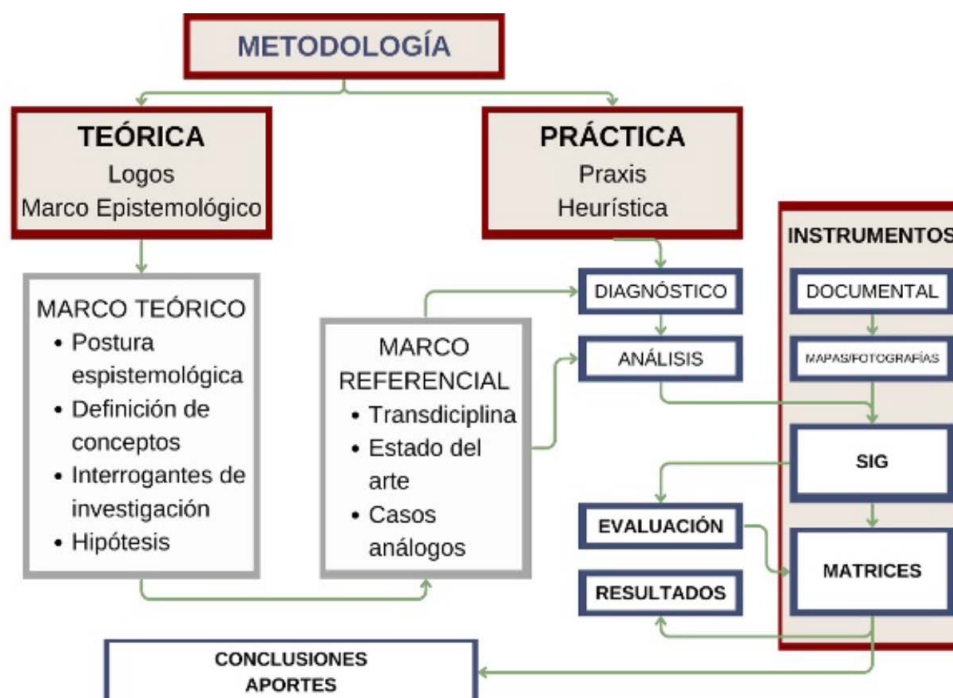 METODOLOGÍA
TEÓRICA
Logos
Marco Epistemológico
PRÁCTICA
Praxis
Heurística
MARCO TEÓRICO
• Postura
espistemológica
• Definición de
conceptos
• Interrogantes de
investigación
• Hipótesis
MARCO
REFERENCIAL
• Transdiciplina
• Estado del
arte
• Casos
análogos
DIAGNÓSTICO
ANÁLISIS
EVALUACIÓN
RESULTADOS
INSTRUMENTOS
DOCUMENTAL
MAPAS/FOTOGRAFÍAS
SIG
MATRICES
CONCLUSIONES
APORTES